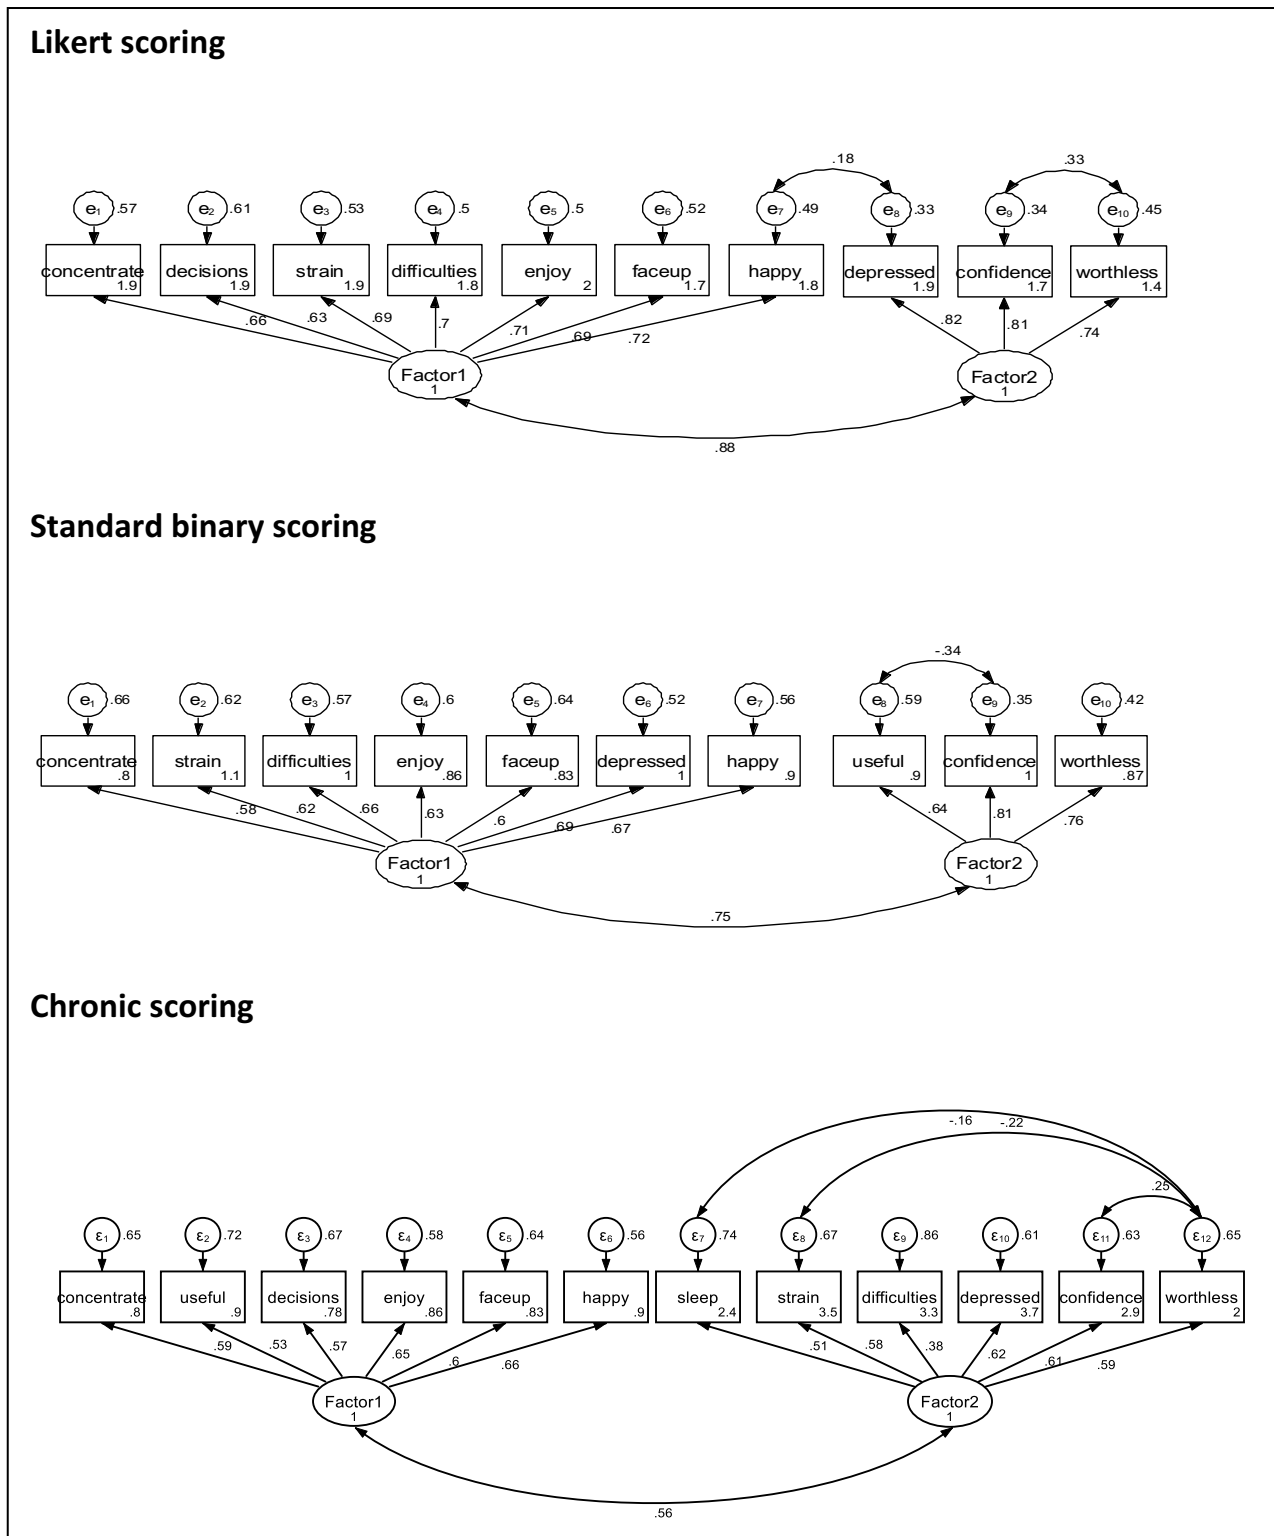 Likert scoring
.18 .33
e1 .57 e2 .61 e3 .53 e4 .5 e5 .5 e6 .52 e7 .49 e8 .33 e9 .34 e10 .45
concentrate decisions strain difficulties enjoy faceup happy depressed confidence worthless
1.9 1.9 1.9 1.8 2 1.7 1.8 1.9 1.7 1.4
.66 .63 .69 .7 .71 .69 .72 .82 .81 .74
Factor1 Factor2
1 1
.88
Standard binary scoring
-.34
e1 .66 e2 .62 e3 .57 e4 .6 e5 .64 e6 .52 e7 .56 e8 .59 e9 .35 e10 .42
concentrate strain difficulties enjoy faceup depressed happy useful confidence worthless
.8 1.1 1 .86 .83 1 .9 .9 1 .87
.58 .62 .66 .63 .6 .69 .67 .64 .81 .76
Factor1 Factor2
1 1
.75
Chronic scoring
-.16 -.22
.25
ε1 .65 ε2 .72 ε3 .67 ε4 .58 ε5 .64 ε6 .56 ε7 .74 ε8 .67 ε9 .86 ε10 .61 ε11 .63 ε12 .65
concentrate useful decisions enjoy faceup happy sleep strain difficulties depressed confidence worthless
.8 .9 .78 .86 .83 .9 2.4 3.5 3.3 3.7 2.9 2
.59 .53 .57 .65 .6 .66 .51 .58 .38 .62 .61 .59
Factor1 Factor2
1 1
.56